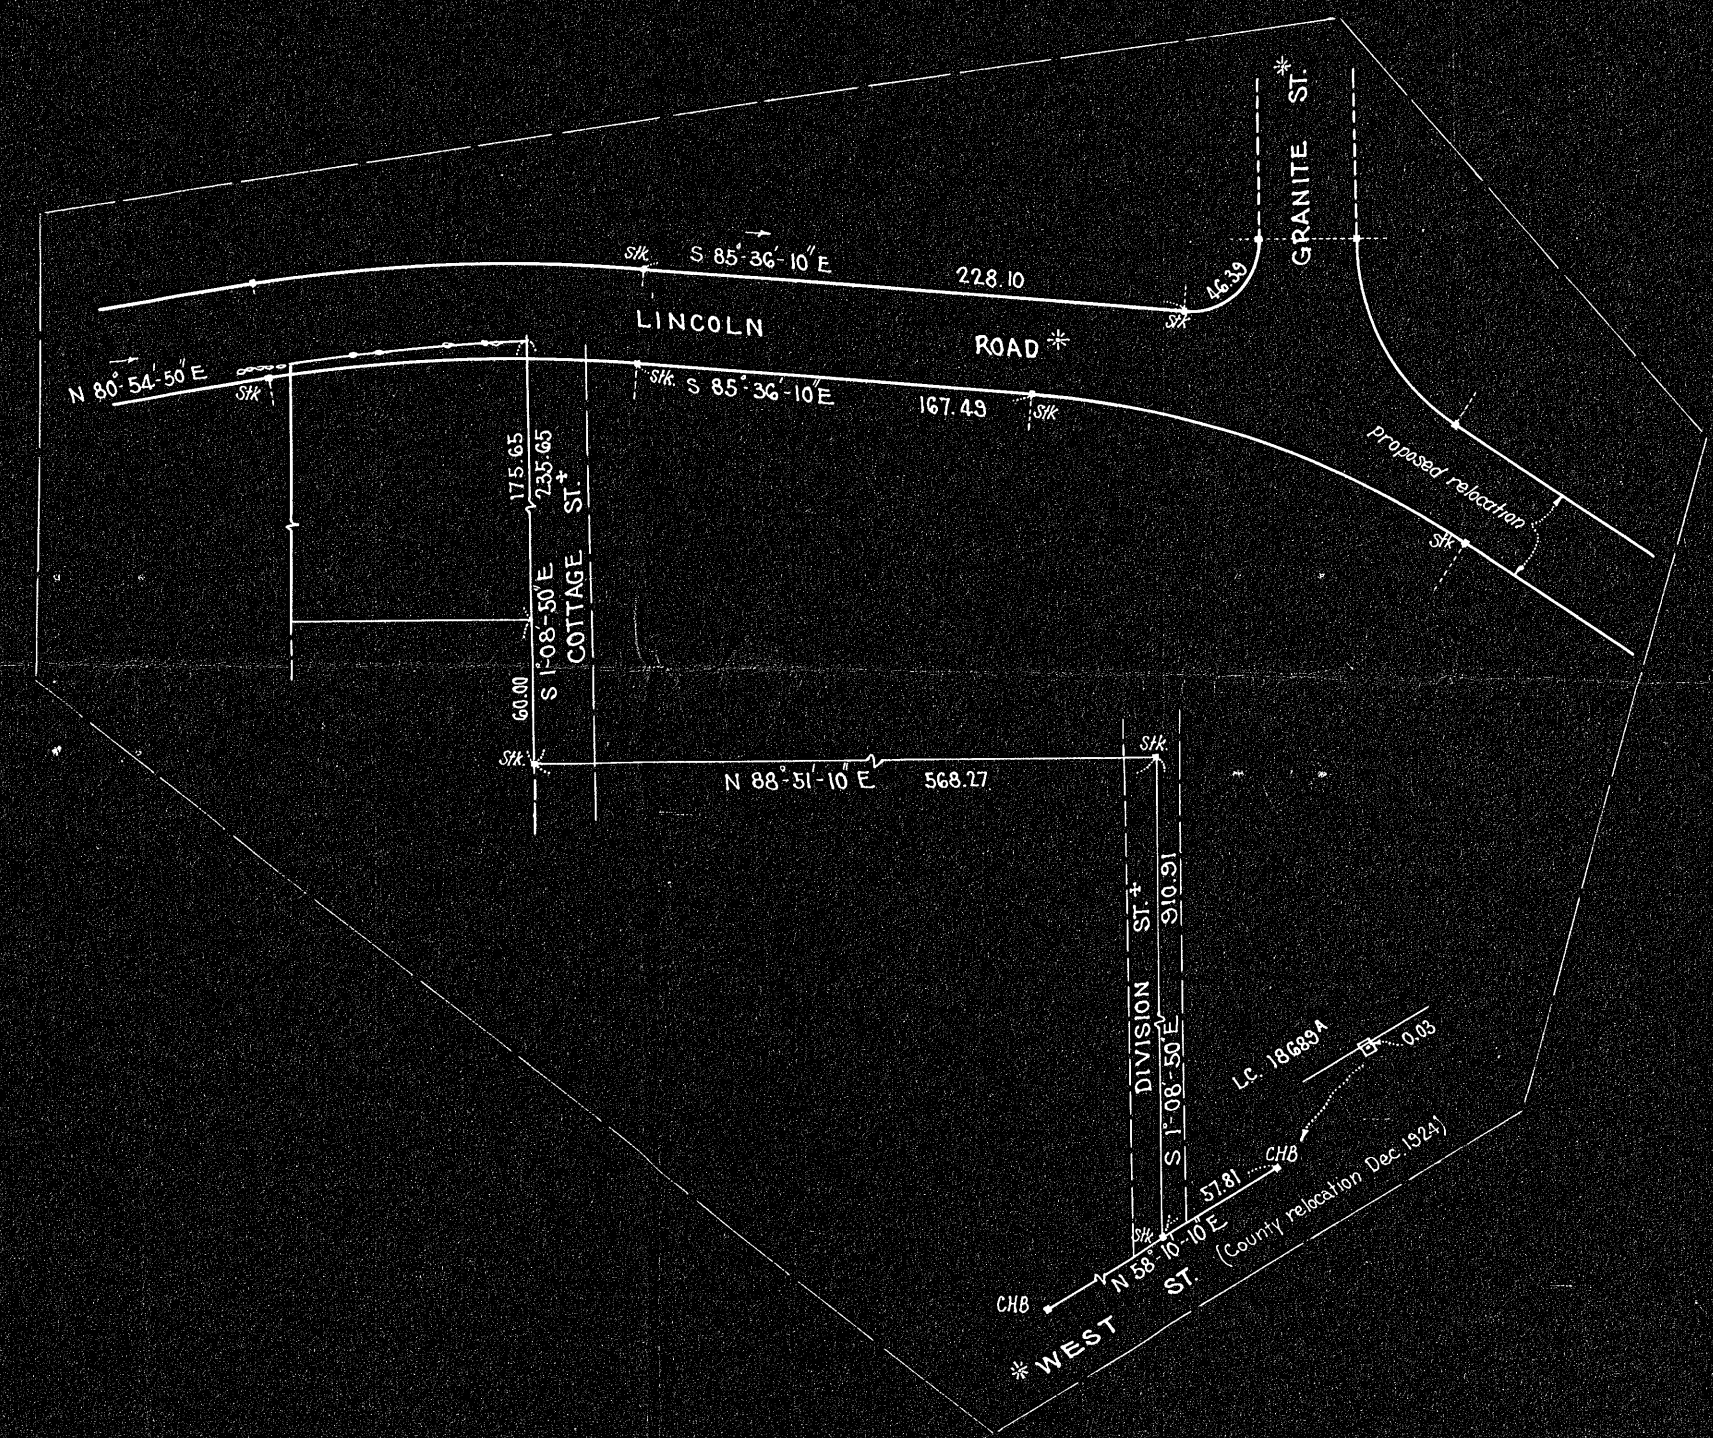 GRANITE ST. *
S 85°-36'-10" E
228.10
46.39
Stk
Stk
LINCOLN ROAD *
N 80°-54'-50" E
Stk
Stk.
S 85°-36'-10" E
167.49
Stk
proposed relocation
Stk
175.65
235.65
COTTAGE ST.+
S 1°-08'-50" E
60.00
Stk.
Stk.
N 88°-51'-10" E
568.27
DIVISION ST.+
910.91
S 1°-08'-50" E
L.C. 18689A
0.03
CHB
57.81
Stk
N 58°-10'-10" E
CHB
* WEST ST. (County relocation Dec. 1924)